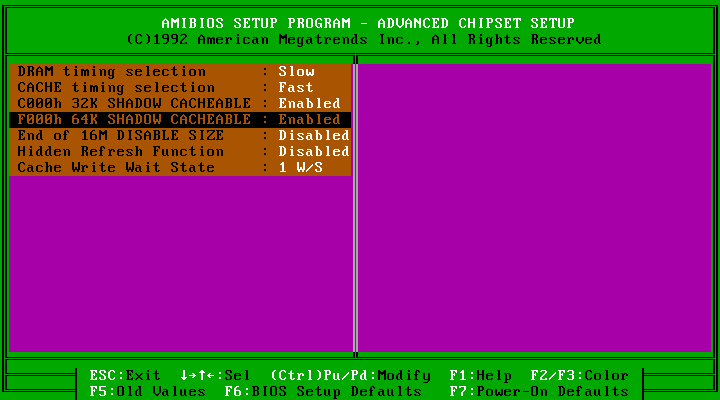 AMIBIOS SETUP PROGRAM - ADVANCED CHIPSET SETUP
(C)1992 American Megatrends Inc., All Rights Reserved
DRAM timing selection : Slow
CACHE timing selection : Fast
C000h 32K SHADOW CACHEABLE : Enabled
F000h 64K SHADOW CACHEABLE : Enabled
End of 16M DISABLE SIZE : Disabled
Hidden Refresh Function : Disabled
Cache Write Wait State : 1 W/S
ESC:Exit ↓→↑←:Sel (Ctrl)Pu/Pd:Modify F1:Help F2/F3:Color
F5:Old Values F6:BIOS Setup Defaults F7:Power-On Defaults